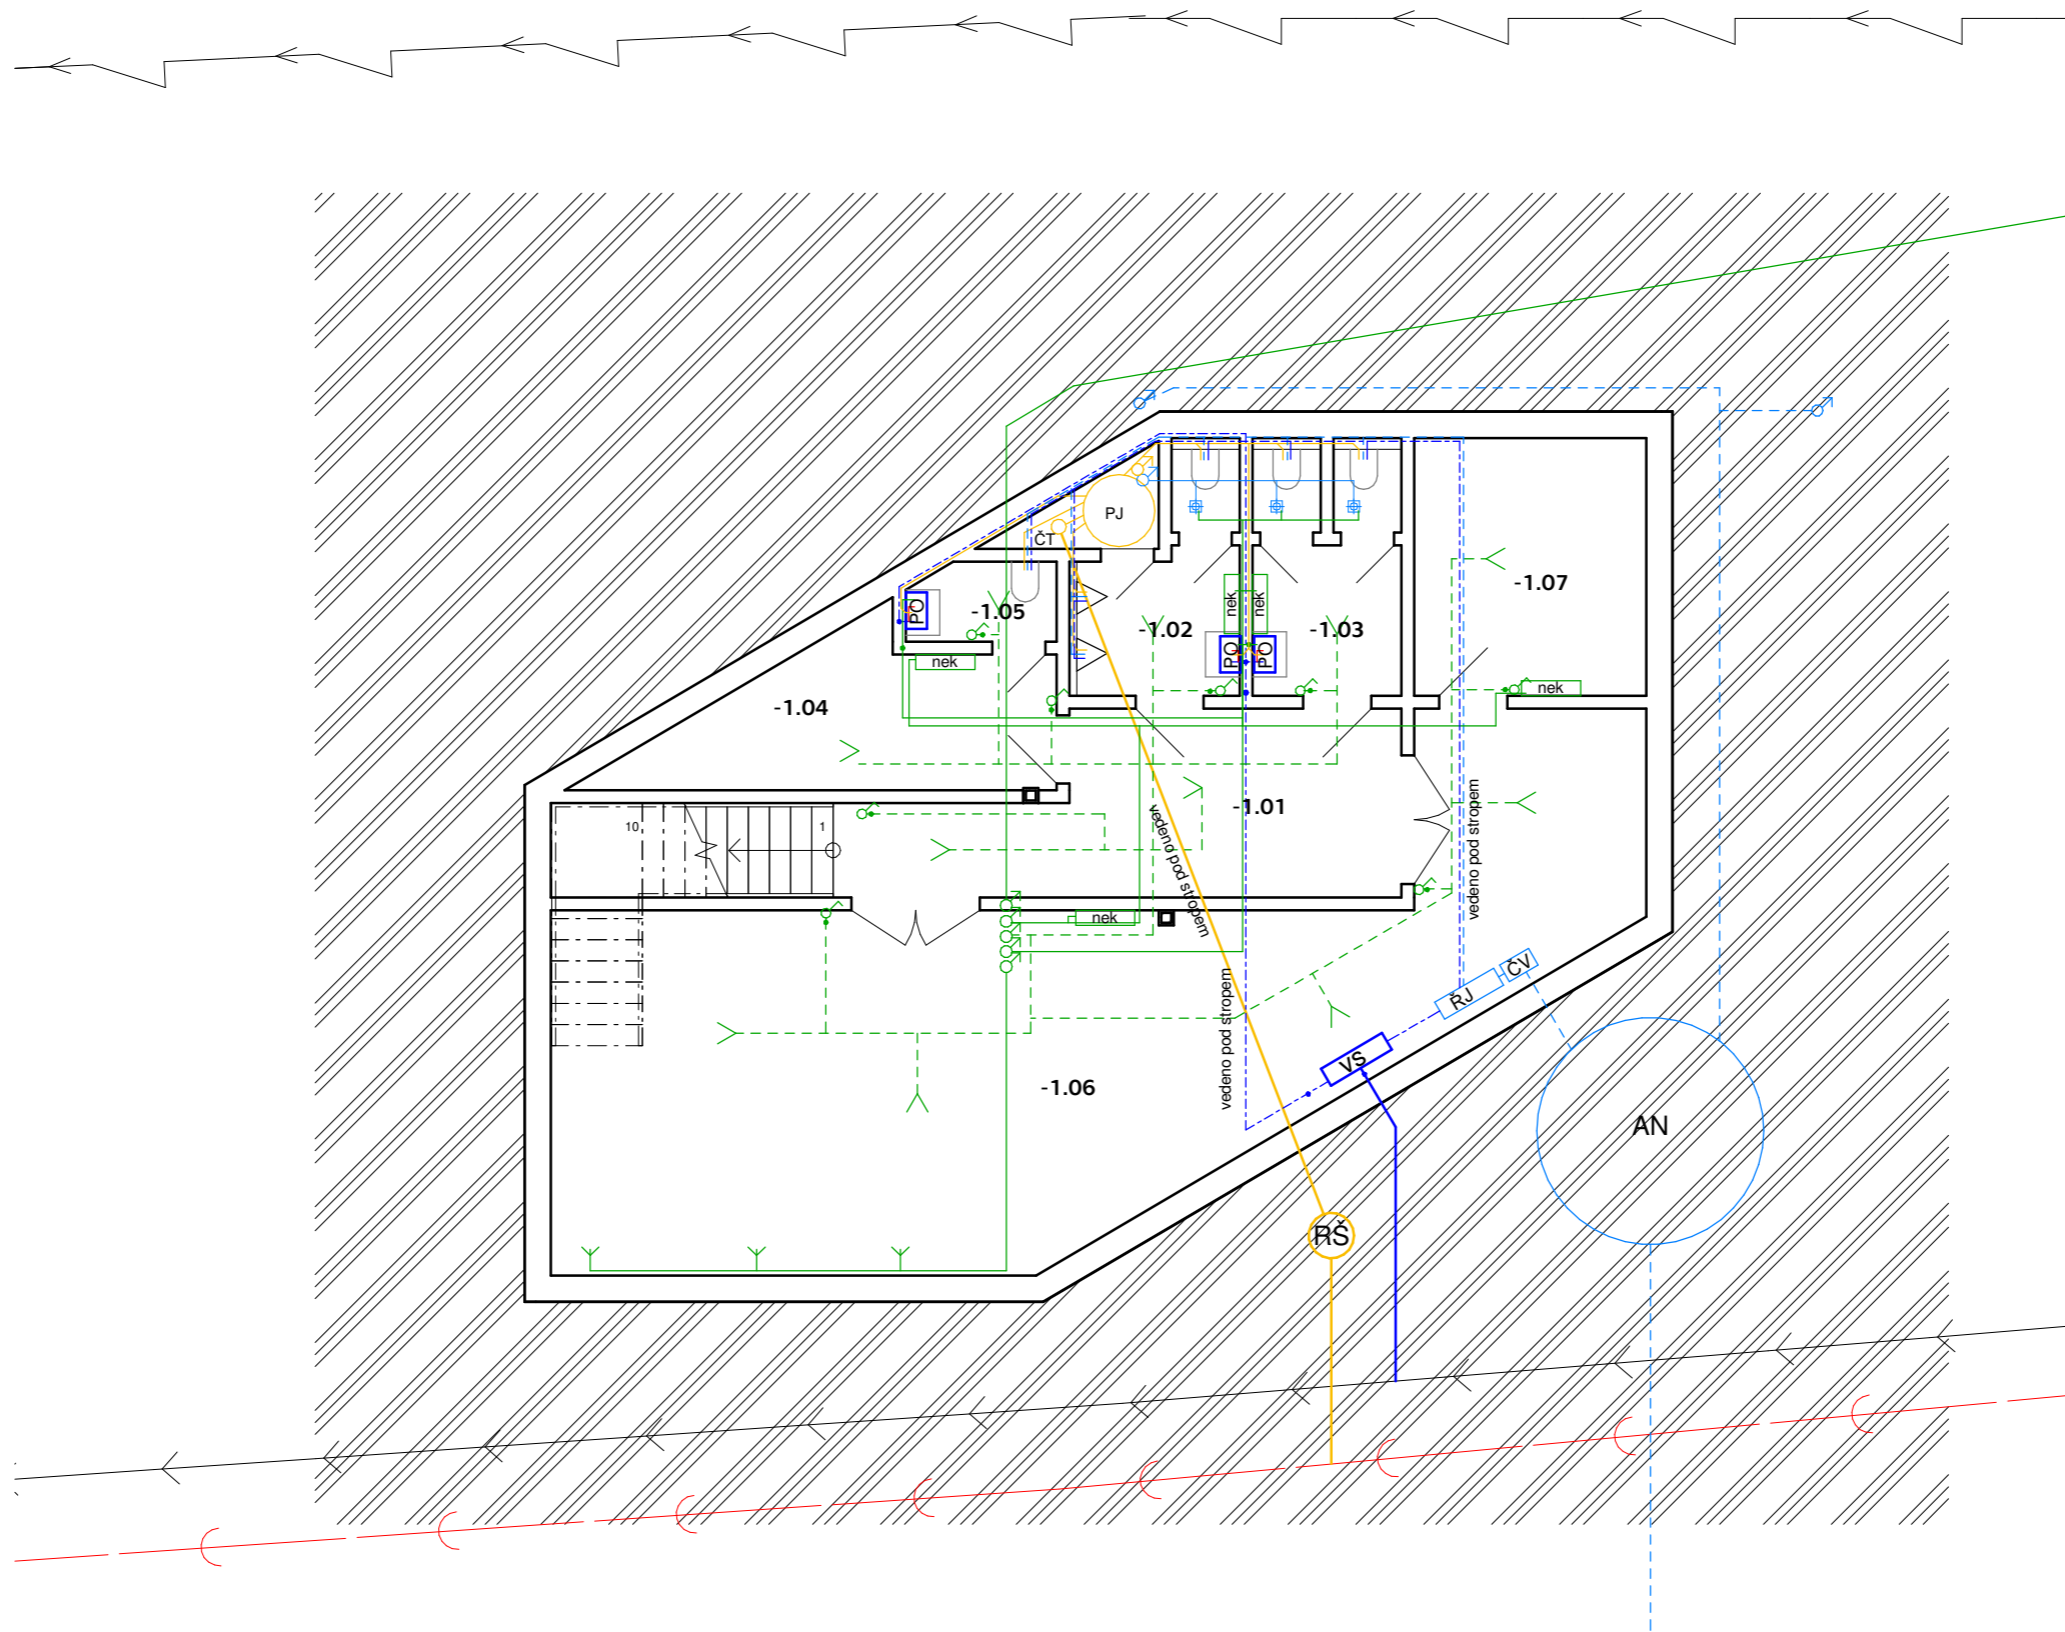 PJ
ČT
-1.07
nek
nek
PO
-1.05
-1.02
-1.03
PO
PO
nek
nek
-1.04
-1.01
vedeno pod stropem
vedeno pod stropem
10
1
nek
ČV
ŘJ
vedeno pod stropem
VS
-1.06
AN
RŠ